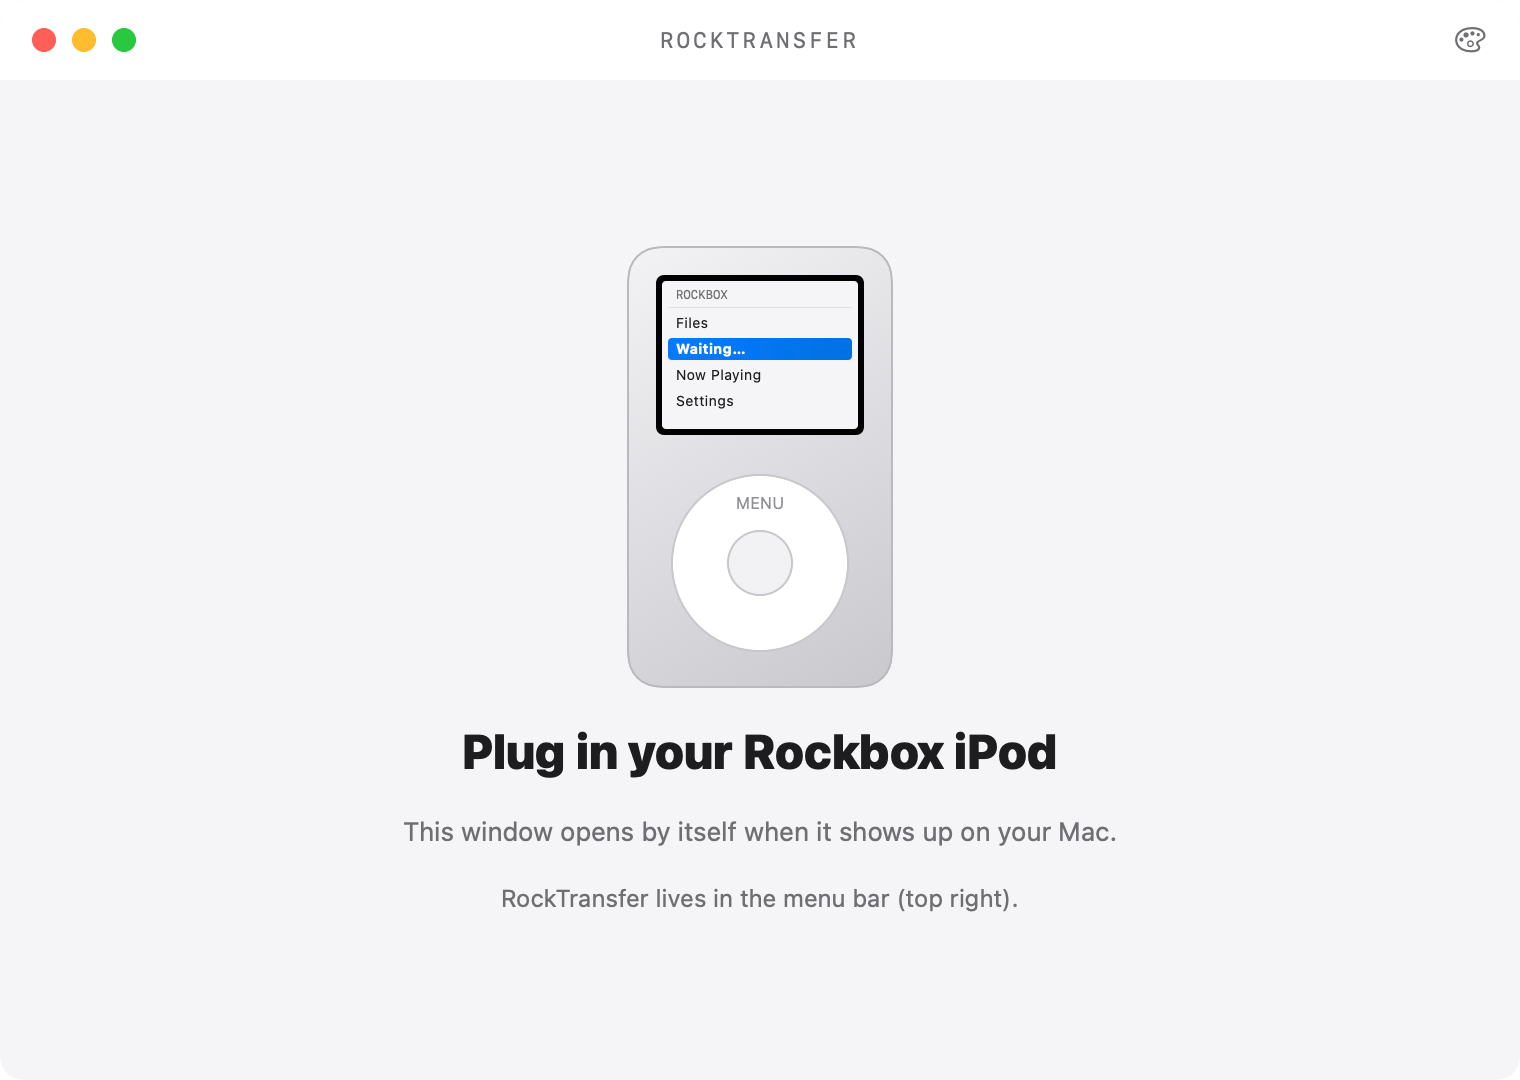 ROCKTRANSFER
ROCKBOX
Files
Waiting...
Now Playing
Settings
MENU
Plug in your Rockbox iPod
This window opens by itself when it shows up on your Mac.
RockTransfer lives in the menu bar (top right).